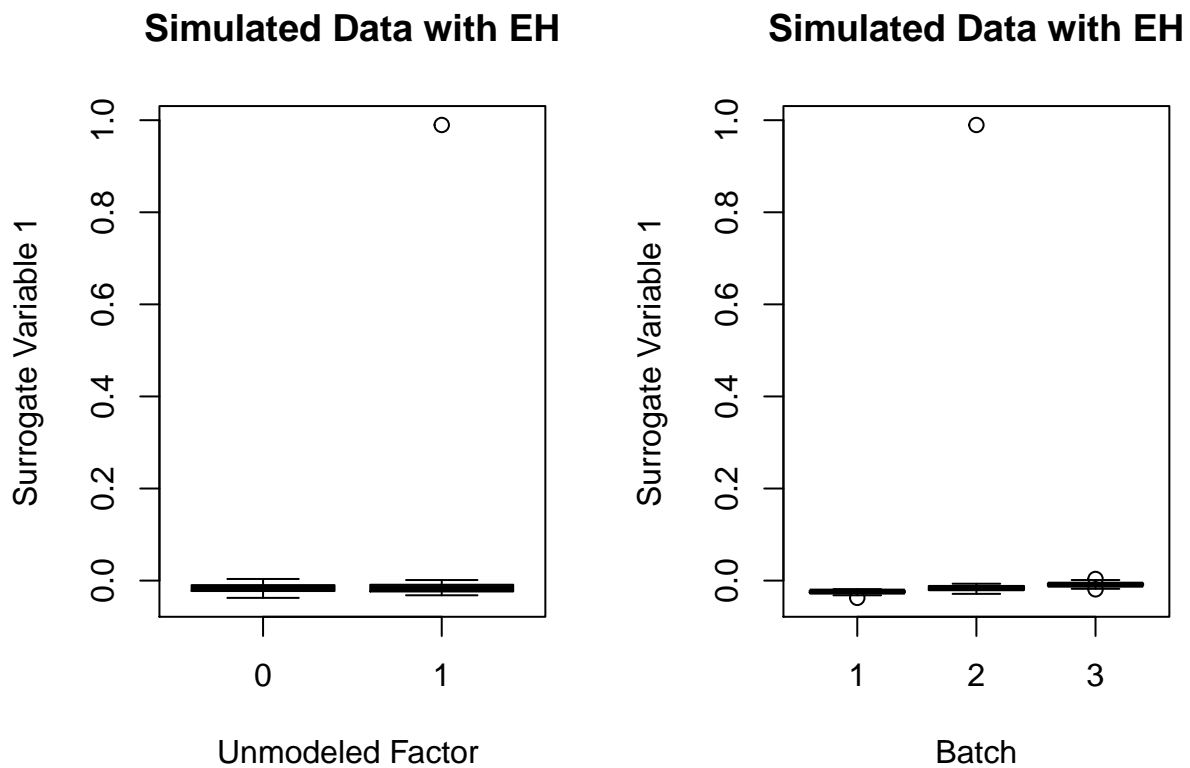 Simulated Data with EH
Surrogate Variable 1
1.0
0.8
0.6
0.4
0.2
0.0
0 1
Unmodeled Factor
Simulated Data with EH
Surrogate Variable 1
1.0
0.8
0.6
0.4
0.2
0.0
1 2 3
Batch